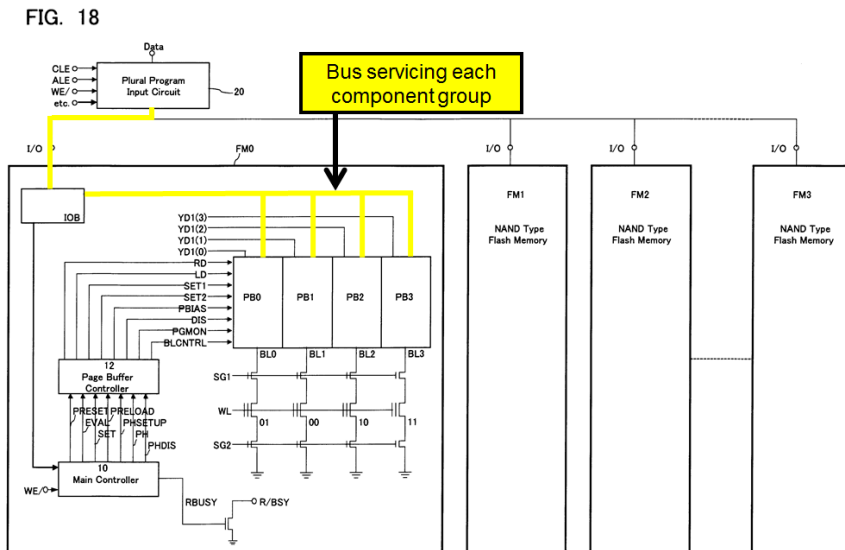 FIG. 18
Data
CLE
ALE
WE/
etc.
Plural Program
Input Circuit
20
Bus servicing each
component group
I/O
FM0
I/O
I/O
I/O
IOB
YD1(3)
YD1(2)
YD1(1)
YD1(0)
RD
LD
SET1
SET2
PBIAS
DIS
PGMON
BLCNTRL
PB0
PB1
PB2
PB3
FM1
NAND Type
Flash Memory
FM2
NAND Type
Flash Memory
FM3
NAND Type
Flash Memory
BL0
BL1
BL2
BL3
12
Page Buffer
Controller
SG1
WL
01
00
10
11
SG2
PRESET
PRELOAD
EVAL
PHSETUP
SET
PH
PHDIS
10
Main Controller
WE/
RBUSY
R/BSY